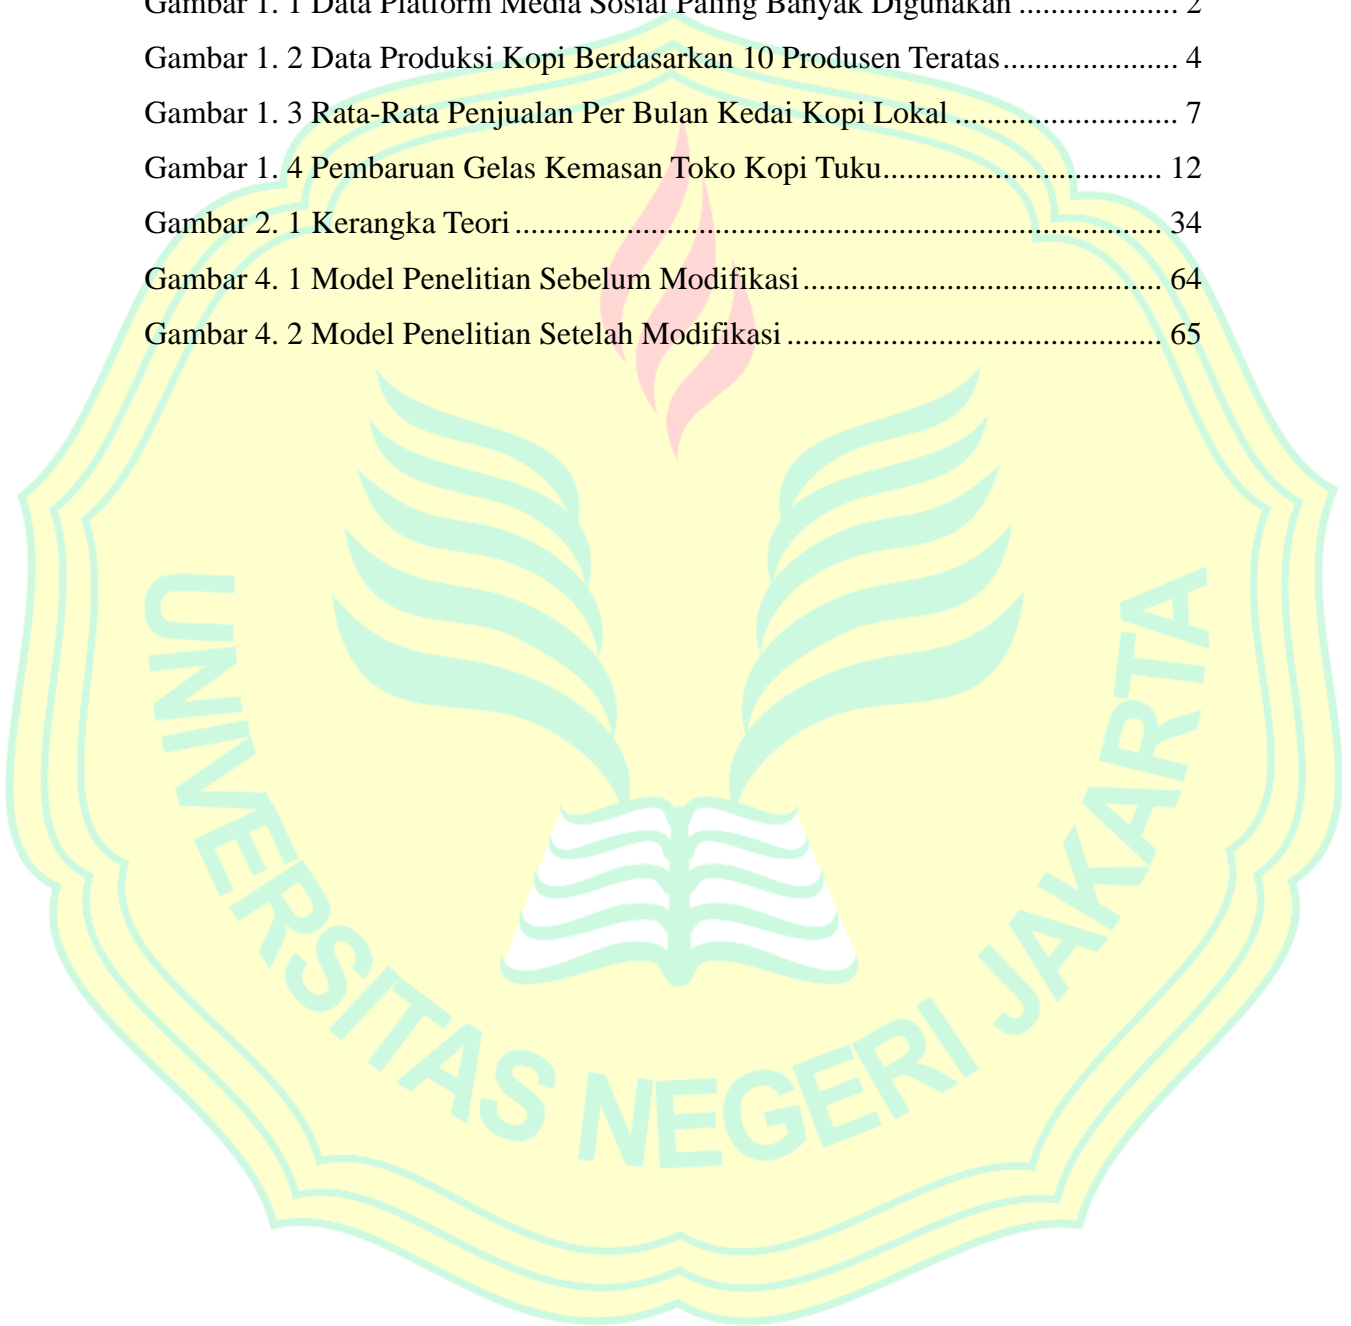 Gambar 1. 1 Data Platform Media Sosial Paling Banyak Digunakan .................... 2
Gambar 1. 2 Data Produksi Kopi Berdasarkan 10 Produsen Teratas ...................... 4
Gambar 1. 3 Rata-Rata Penjualan Per Bulan Kedai Kopi Lokal ............................ 7
Gambar 1. 4 Pembaruan Gelas Kemasan Toko Kopi Tuku ................................... 12
Gambar 2. 1 Kerangka Teori ................................................................................. 34
Gambar 4. 1 Model Penelitian Sebelum Modifikasi ............................................. 64
Gambar 4. 2 Model Penelitian Setelah Modifikasi ............................................... 65
UNIVERSITAS NEGERI JAKARTA